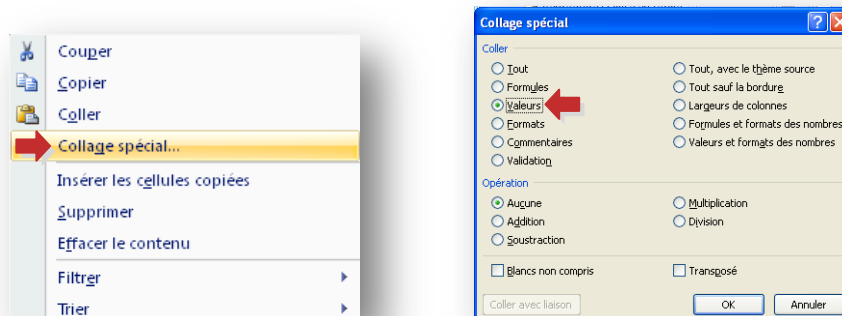 Couper
Copier
Coller
Collage spécial...
Insérer les cellules copiées
Supprimer
Effacer le contenu
Filtrer
Trier
Collage spécial
Coller
Tout
Formules
Valeurs
Formats
Commentaires
Validation
Tout, avec le thème source
Tout sauf la bordure
Largeurs de colonnes
Formules et formats des nombres
Valeurs et formats des nombres
Opération
Aucune
Addition
Soustraction
Multiplication
Division
Blancs non compris
Transposé
Coller avec liaison
OK
Annuler